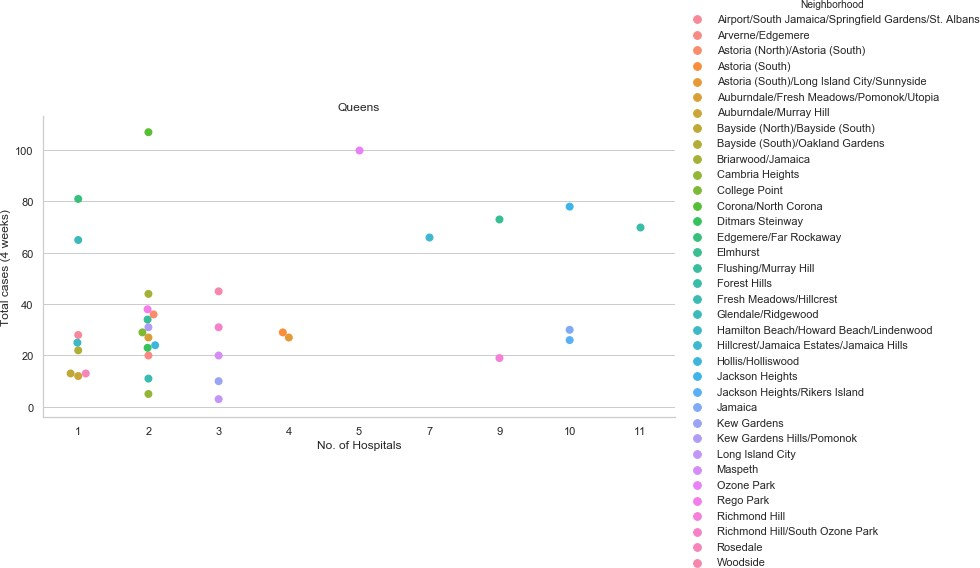 Queens
Total cases (4 weeks)
100
80
60
40
20
0
1 2 3 4 5 7 9 10 11
No. of Hospitals
Neighborhood
Airport/South Jamaica/Springfield Gardens/St. Albans
Arverne/Edgemere
Astoria (North)/Astoria (South)
Astoria (South)
Astoria (South)/Long Island City/Sunnyside
Auburndale/Fresh Meadows/Pomonok/Utopia
Auburndale/Murray Hill
Bayside (North)/Bayside (South)
Bayside (South)/Oakland Gardens
Briarwood/Jamaica
Cambria Heights
College Point
Corona/North Corona
Ditmars Steinway
Edgemere/Far Rockaway
Elmhurst
Flushing/Murray Hill
Forest Hills
Fresh Meadows/Hillcrest
Glendale/Ridgewood
Hamilton Beach/Howard Beach/Lindenwood
Hillcrest/Jamaica Estates/Jamaica Hills
Hollis/Holliswood
Jackson Heights
Jackson Heights/Rikers Island
Jamaica
Kew Gardens
Kew Gardens Hills/Pomonok
Long Island City
Maspeth
Ozone Park
Rego Park
Richmond Hill
Richmond Hill/South Ozone Park
Rosedale
Woodside